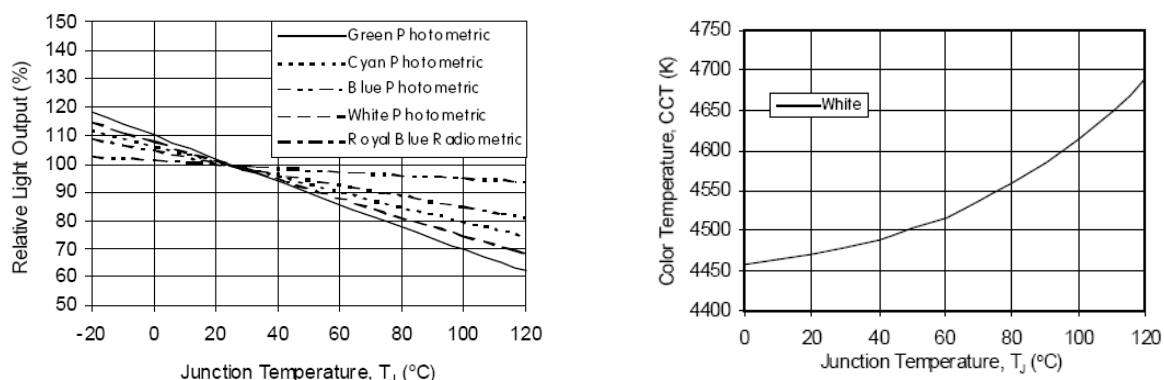 Relative Light Output (%)
150
140
130
120
110
100
90
80
70
60
50
-20 0 20 40 60 80 100 120
Junction Temperature, TJ (°C)
Green Photometric
Cyan Photometric
Blue Photometric
White Photometric
Royal Blue Radiometric
Color Temperature, CCT (K)
4750
4700
4650
4600
4550
4500
4450
4400
0 20 40 60 80 100 120
Junction Temperature, TJ (°C)
White